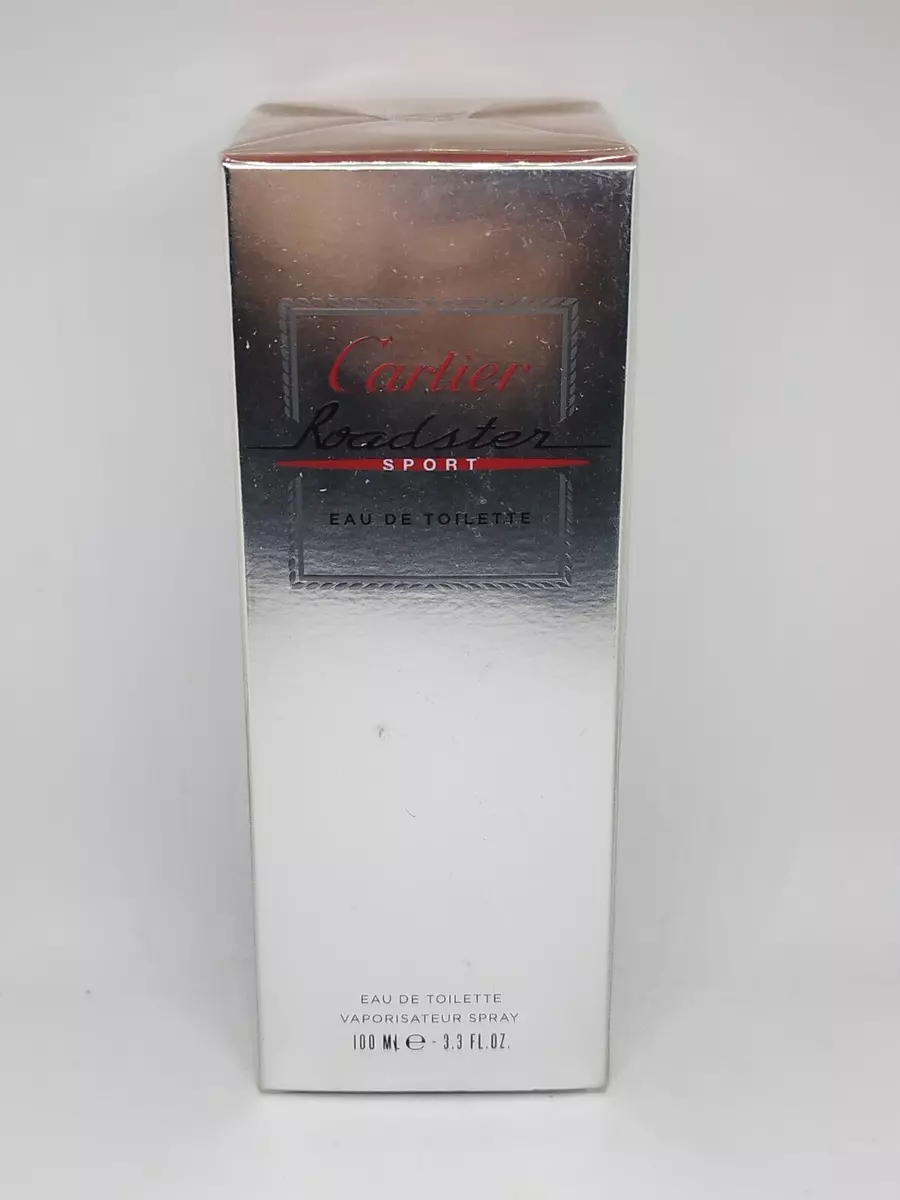 Cartier
Roadster
SPORT
EAU DE TOILETTE
EAU DE TOILETTE
VAPORISATEUR SPRAY
100 ML e - 3.3 FL.OZ.